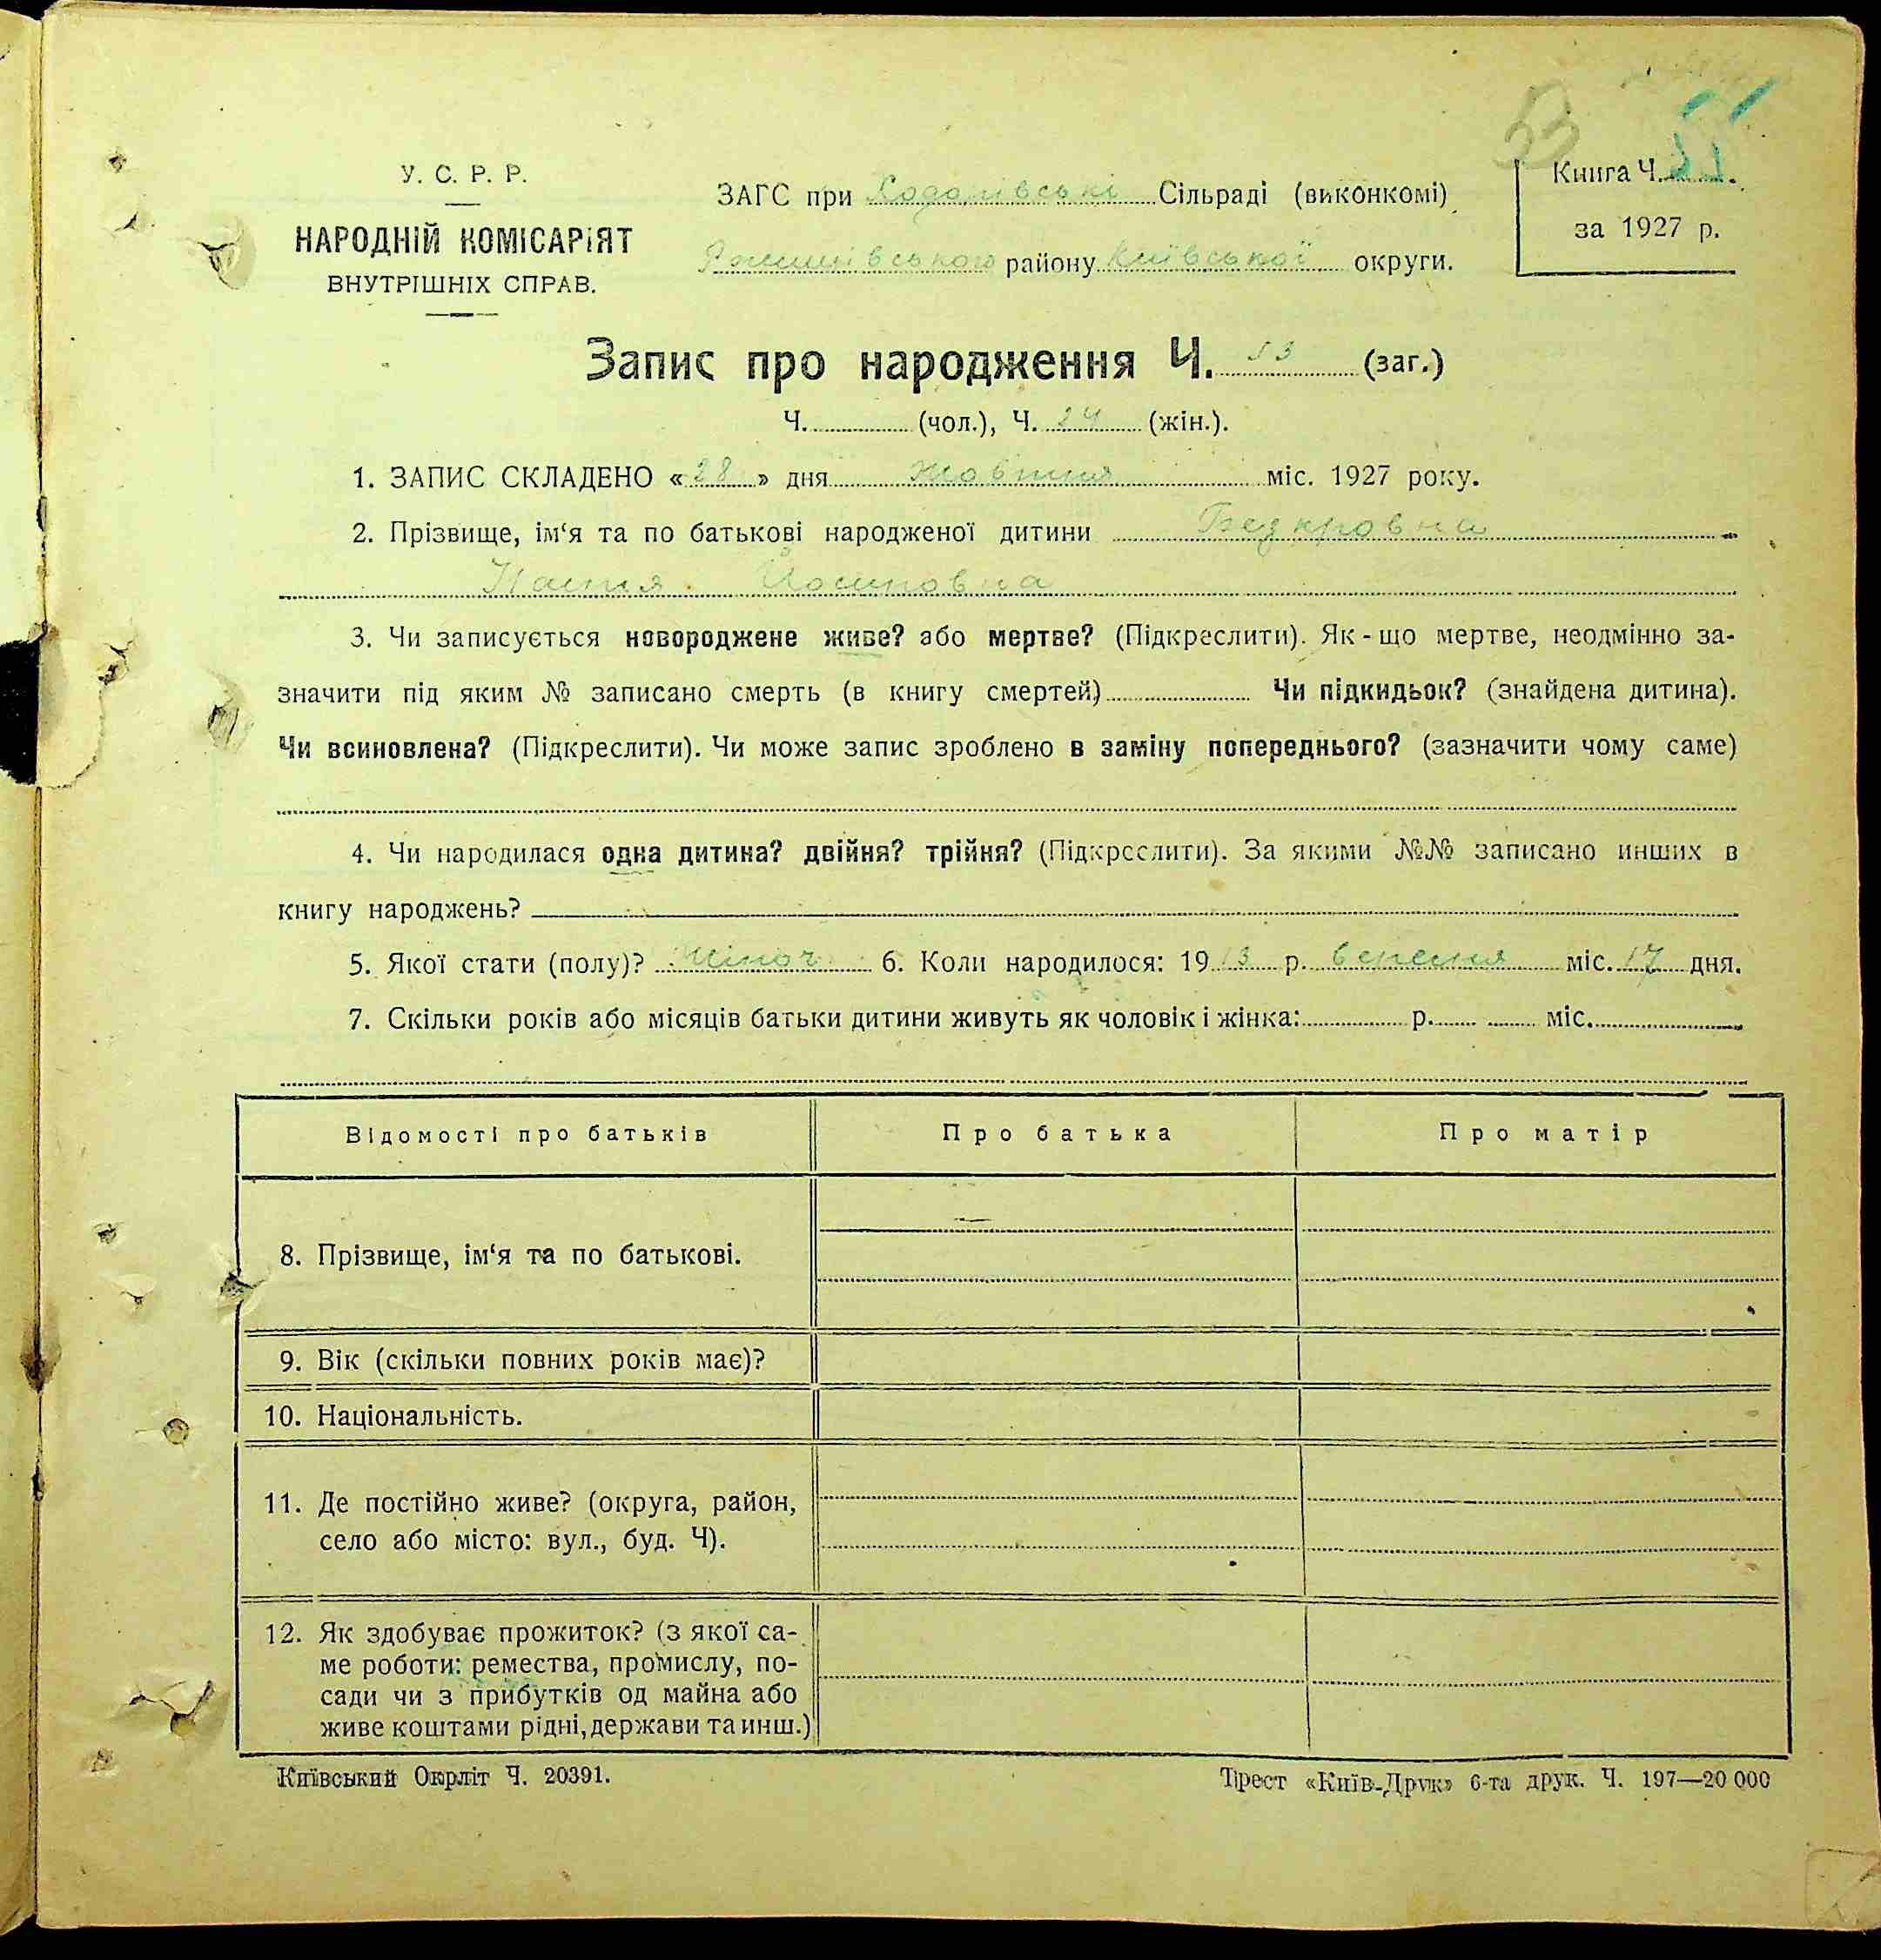 53 55
У. С. Р. Р.
НАРОДНІЙ КОМІСАРІЯТ
ВНУТРІШНІХ СПРАВ.
ЗАГС при Сільраді (виконкомі)
району Київської округи.
Книга Ч.
за 1927 р.
Запис про народження Ч. 53 (заг.)
Ч. (чол.), Ч. 24 (жін.).
1. ЗАПИС СКЛАДЕНО «28» дня Жовтня міс. 1927 року.
2. Прізвище, ім‘я та по батькові народженої дитини Бедкровна
Настя Йосиповна
3. Чи записується новороджене живе? або мертве? (Підкреслити). Як-що мертве, неодмінно за-
значити під яким № записано смерть (в книгу смертей) Чи підкидьок? (знайдена дитина).
Чи всиновлена? (Підкреслити). Чи може запис зроблено в заміну попереднього? (зазначити чому саме)
4. Чи народилася одна дитина? двійня? трійня? (Підкреслити). За якими №№ записано инших в
книгу народжень?
5. Якої стати (полу)? Жіноч 6. Коли народилося: 1913 р. вересня міс. 17 дня.
7. Скільки років або місяців батьки дитини живуть як чоловік і жінка: р. міс.
Відомості про батьків Про батька Про матір
8. Прізвище, ім‘я та по батькові.
9. Вік (скільки повних років має)?
10. Національність.
11. Де постійно живе? (округа, район,
село або місто: вул., буд. Ч).
12. Як здобуває прожиток? (з якої са-
ме роботи: ремества, промислу, по-
сади чи з прибутків од майна або
живе коштами рідні, держави та инш.)
Київський Окрліт Ч. 20391.
Трест «Київ-Друк» 6-та друк. Ч. 197—20 000